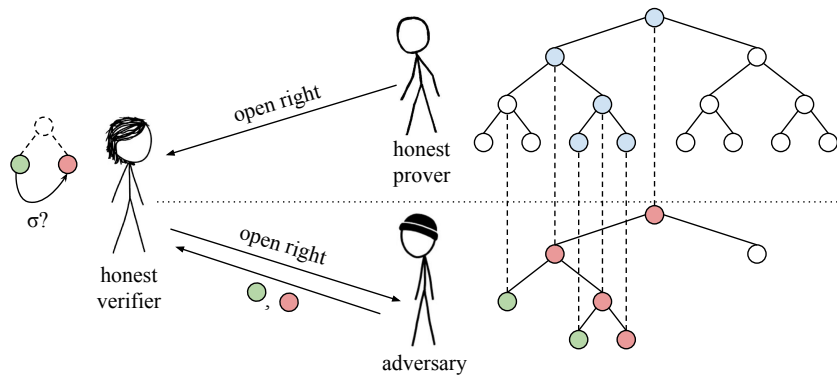 open right
honest
prover
σ?
open right
honest
verifier
,
adversary